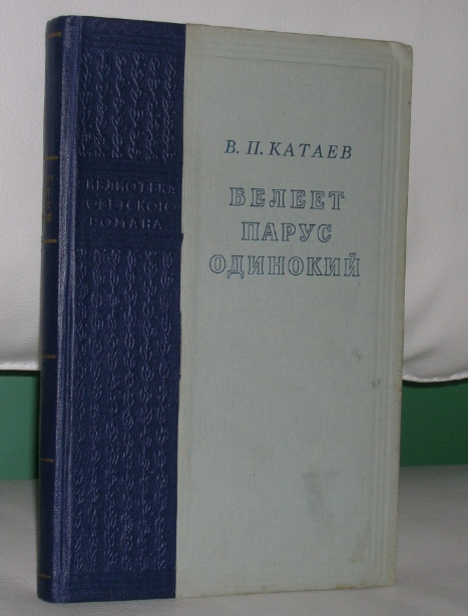 В. П. КАТАЕВ
БЕЛЕЕТ
ПАРУС
ОДИНОКИЙ
БИБЛИОТЕКА
СОВЕТСКОГО
РОМАНА